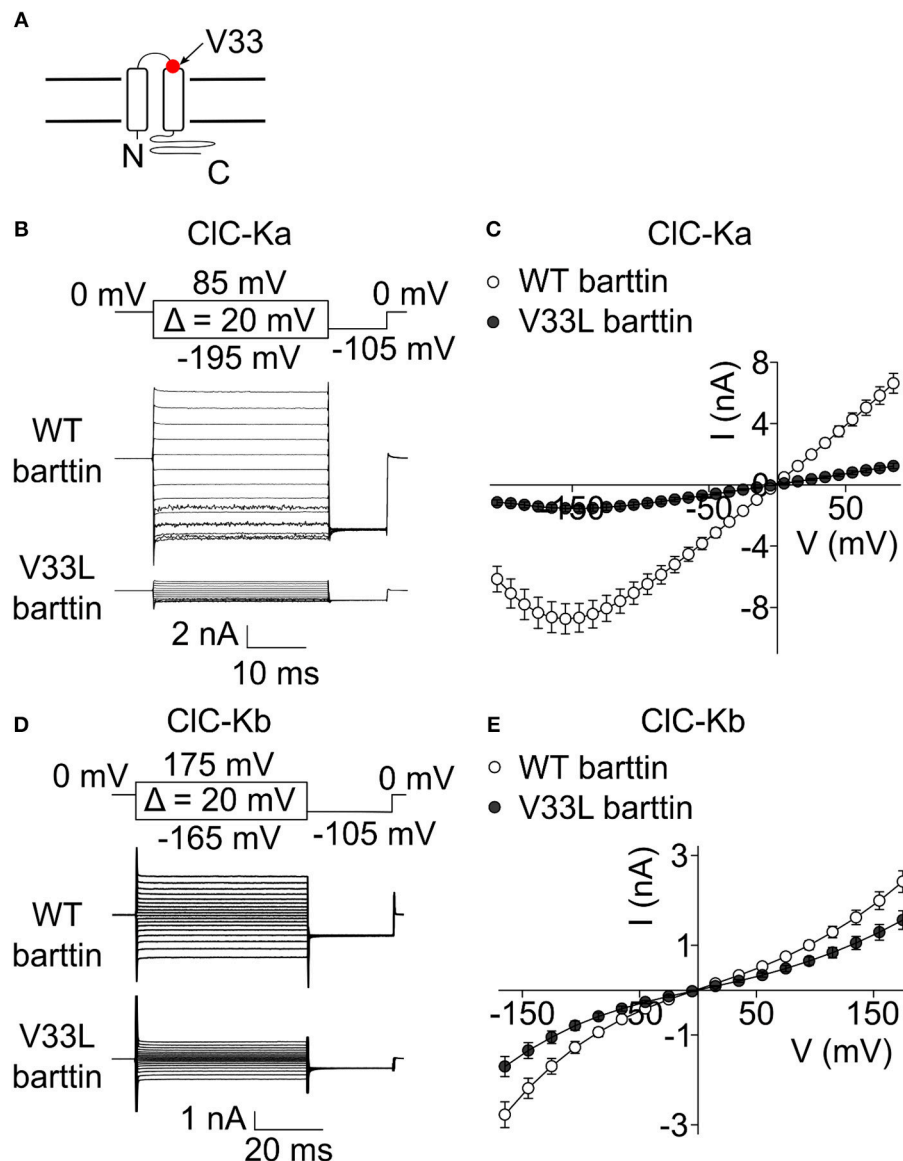 A
V33
N
C
B
ClC-Ka
0 mV
85 mV
0 mV
Δ = 20 mV
-195 mV
-105 mV
WT
barttin
V33L
barttin
2 nA
10 ms
C
ClC-Ka
WT barttin
V33L barttin
I (nA)
8
4
0
-4
-8
-150
-50
50
V (mV)
D
ClC-Kb
0 mV
175 mV
0 mV
Δ = 20 mV
-165 mV
-105 mV
WT
barttin
V33L
barttin
1 nA
20 ms
E
ClC-Kb
WT barttin
V33L barttin
I (nA)
3
1
-1
-3
-150
-50
50
150
V (mV)